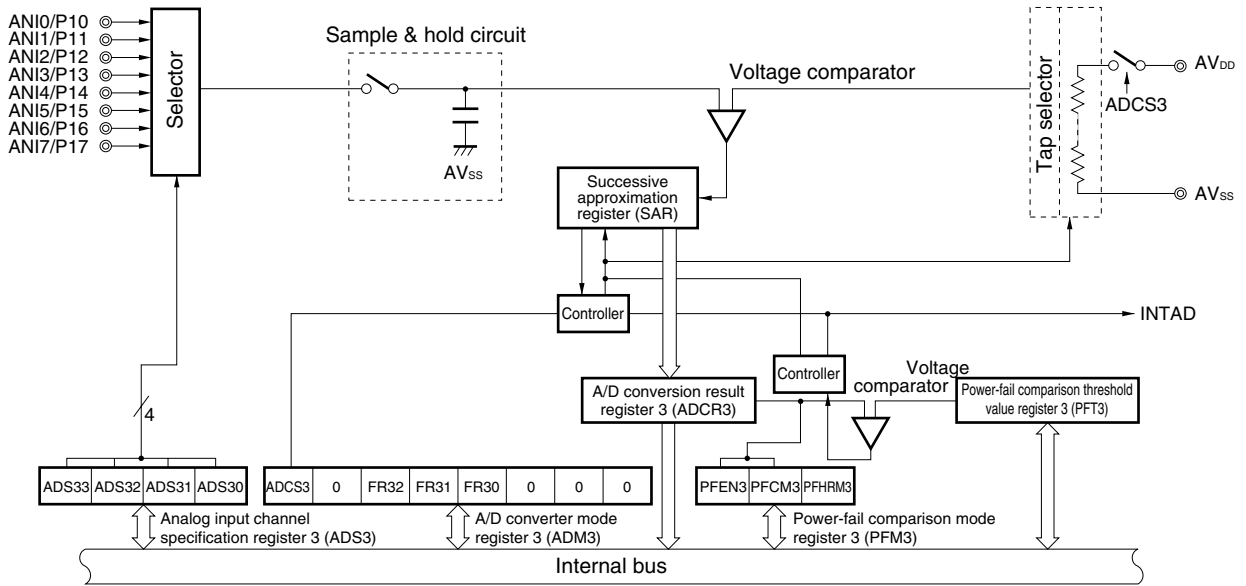 ANI0/P10
ANI1/P11
ANI2/P12
ANI3/P13
ANI4/P14
ANI5/P15
ANI6/P16
ANI7/P17
Selector
Sample & hold circuit
AVSS
Voltage comparator
Tap selector
ADCS3
AVDD
AVSS
Successive
approximation
register (SAR)
Controller
INTAD
Controller
Voltage
comparator
A/D conversion result
register 3 (ADCR3)
Power-fail comparison threshold
value register 3 (PFT3)
4
ADS33 ADS32 ADS31 ADS30
ADCS3 0 FR32 FR31 FR30 0 0 0
PFEN3 PFCM3 PFHRM3
Analog input channel
specification register 3 (ADS3)
A/D converter mode
register 3 (ADM3)
Power-fail comparison mode
register 3 (PFM3)
Internal bus